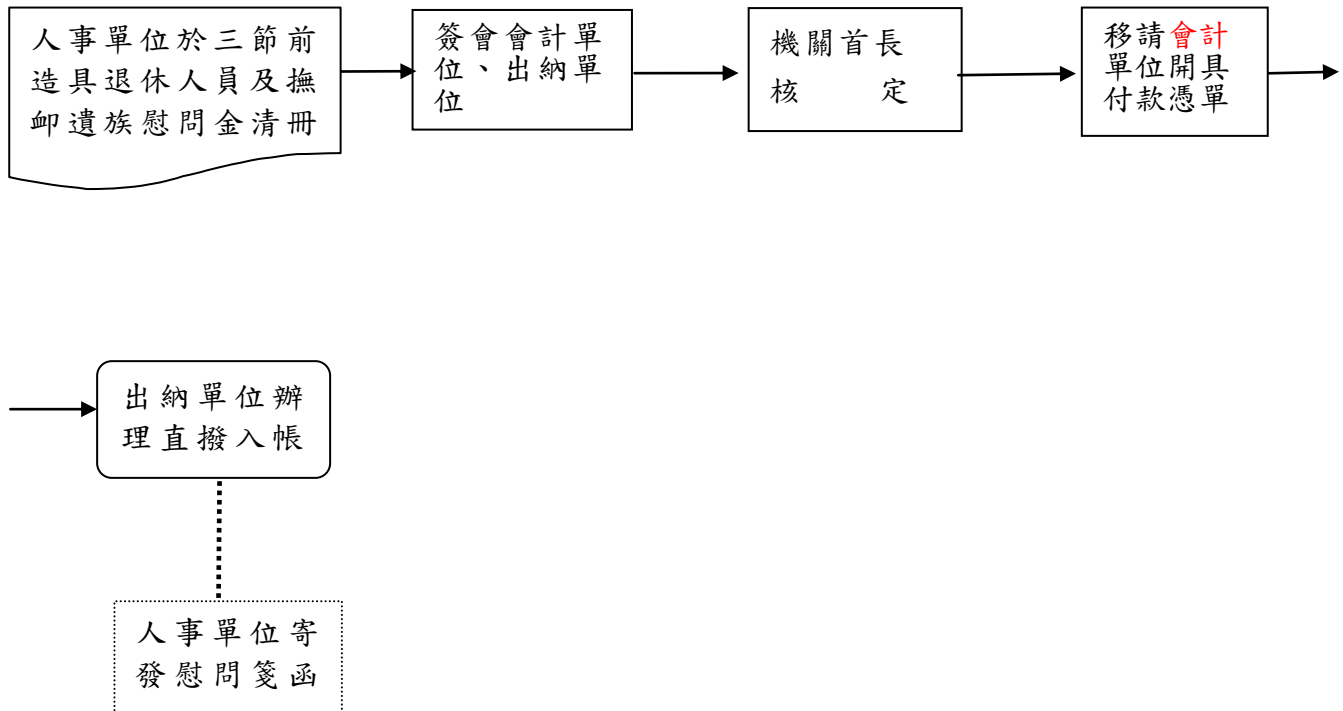 人事單位於三節前
造具退休人員及撫
卹遺族慰問金清冊
簽會會計單
位、出納單
位
機關首長
核定
移請會計
單位開具
付款憑單
出納單位辦
理直撥入帳
人事單位寄
發慰問箋函